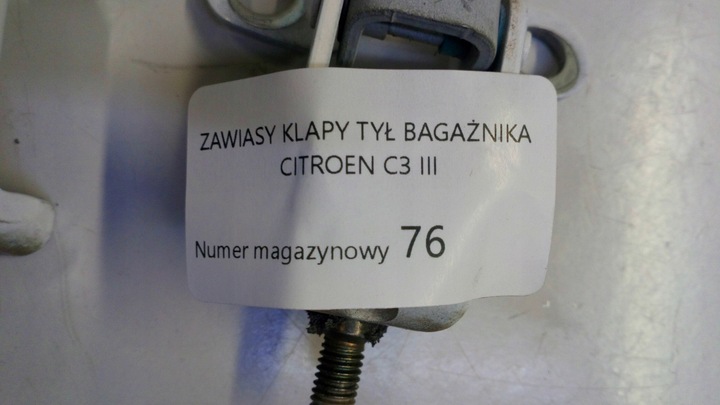 ZAWIASY KLAPY TYŁ BAGAŻNIKA
CITROEN C3 III
Numer magazynowy 76